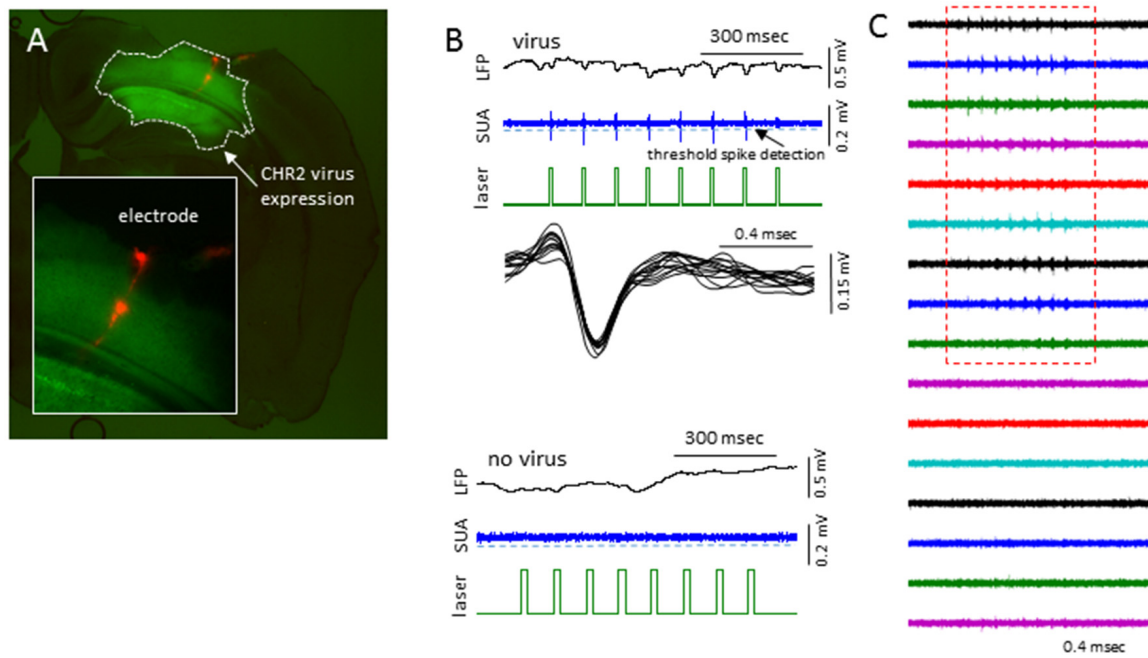 A
CHR2 virus
expression
electrode
B
virus
300 msec
LFP
0.5 mV
SUA
0.2 mV
threshold spike detection
laser
0.4 msec
0.15 mV
no virus
300 msec
LFP
0.5 mV
SUA
0.2 mV
laser
C
0.4 msec